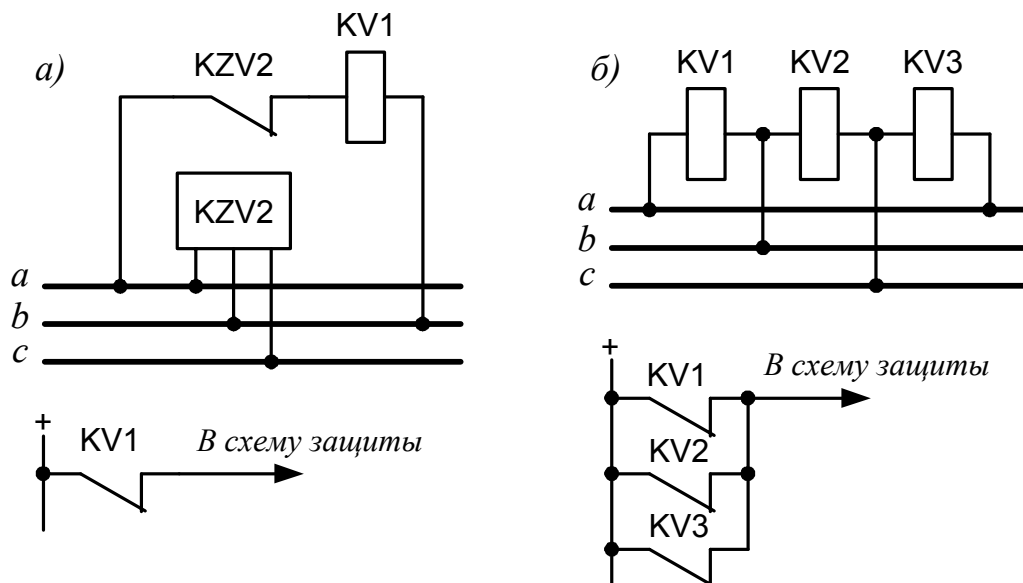 а)
KZV2
KV1
KZV2
a
b
c
+
KV1
В схему защиты
б)
KV1
KV2
KV3
a
b
c
+
KV1
В схему защиты
KV2
KV3